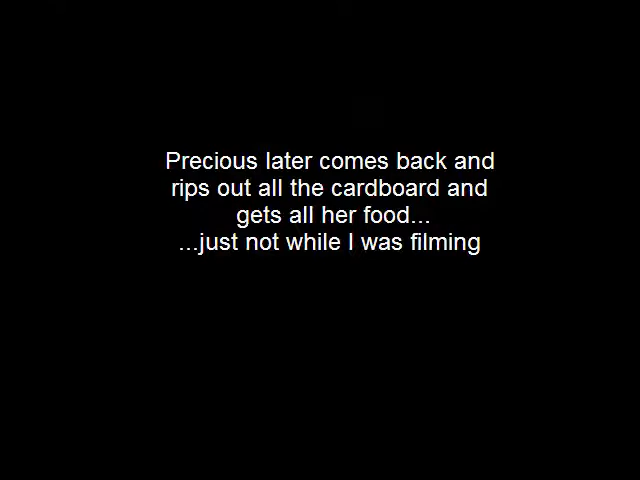 Precious later comes back and
rips out all the cardboard and
gets all her food...
...just not while I was filming